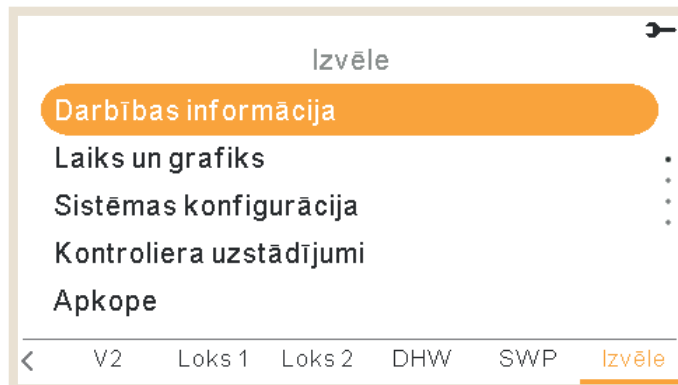 Izvēle
Darbības informācija
Laiks un grafiks
Sistēmas konfigurācija
Kontroliera uzstādījumi
Apkope
< V2 Loks 1 Loks 2 DHW SWP Izvēle